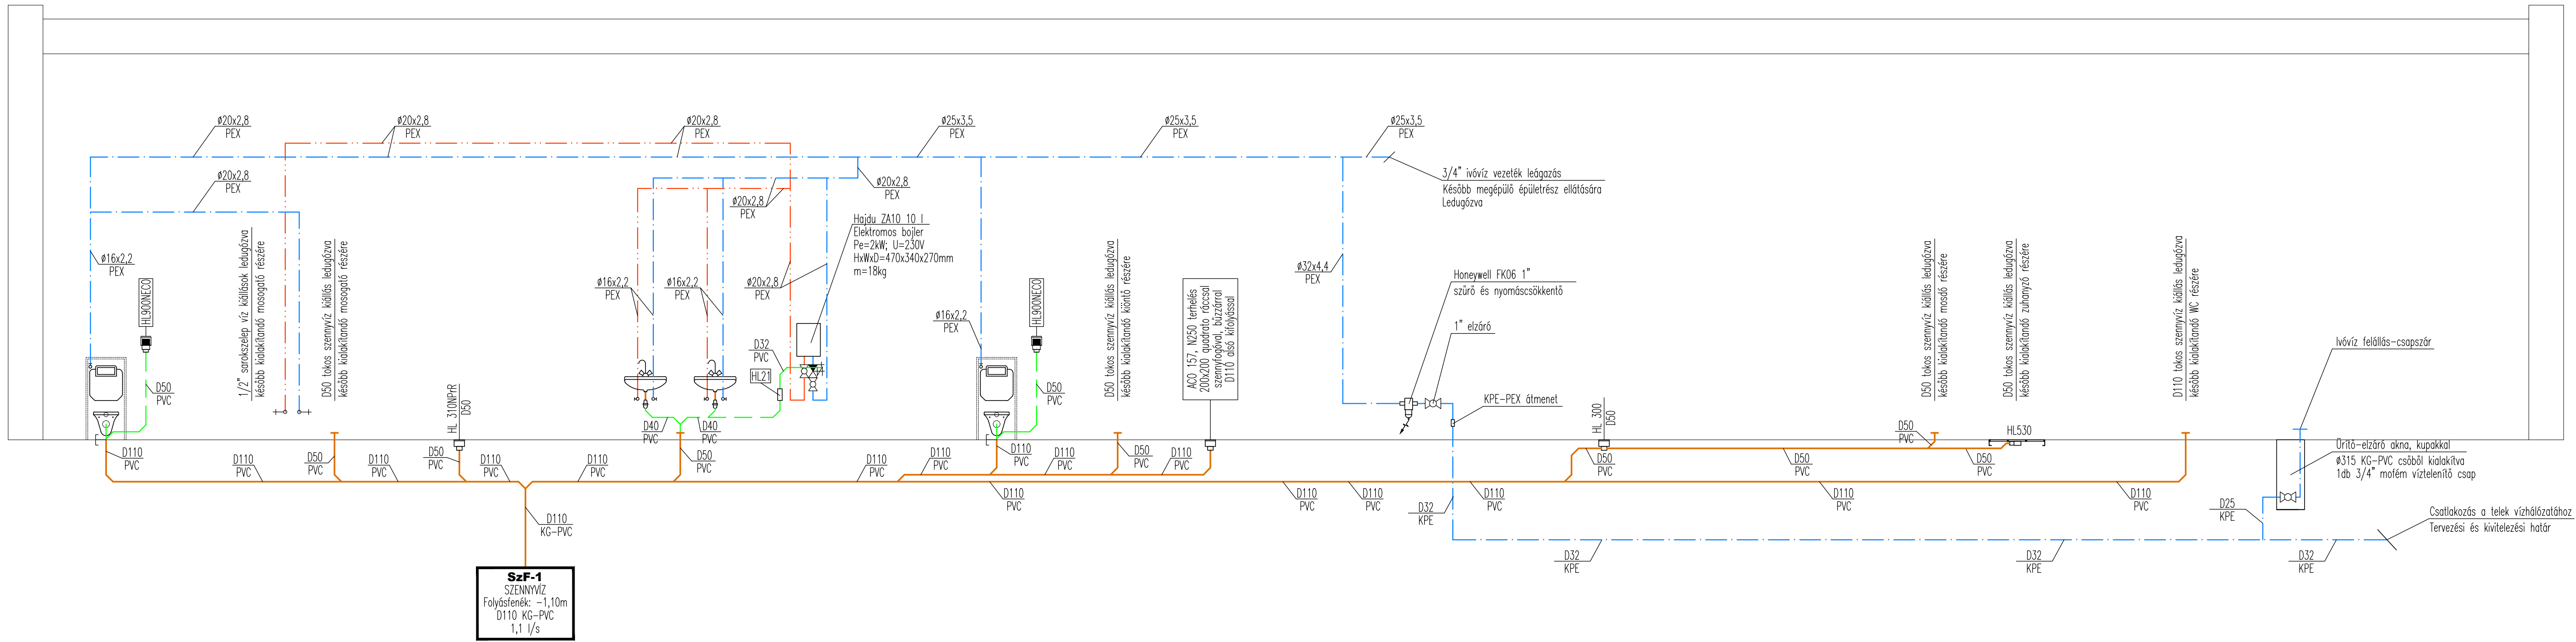 ø20x2,8
PEX
ø20x2,8
PEX
ø20x2,8
PEX
ø25x3,5
PEX
ø25x3,5
PEX
ø25x3,5
PEX
3/4" ivóvíz vezeték leágazás
Később megépülő épületrész ellátására
Ledugózva
ø20x2,8
PEX
ø20x2,8
PEX
ø20x2,8
PEX
Hajdu ZA10 10 l
Elektromos bojler
Pe=2kW; U=230V
HxWxD=470x340x270mm
m=18kg
ø16x2,2
PEX
HL900NECO
D50
PVC
1/2" sarokszelep víz kiállások ledugózva
később kialakítandó mosogató részére
D50 tokos szennyvíz kiállás ledugózva
később kialakítandó mosogató részére
HL 310NPrR
D50
ø16x2,2
PEX
ø16x2,2
PEX
ø20x2,8
PEX
D32
PVC
HL21
D40
PVC
D40
PVC
ø16x2,2
PEX
HL900NECO
D50
PVC
D50 tokos szennyvíz kiállás ledugózva
később kialakítandó kiöntő részére
ACO 157, N250 terhelés
200x200 quadrato ráccsal
szennyfogóval, bűzzárral
D110 alsó kifolyással
ø32x4,4
PEX
Honeywell FK06 1"
szűrő és nyomáscsökkentő
1" elzáró
KPE-PEX átmenet
HL 300
D50
D50 tokos szennyvíz kiállás ledugózva
később kialakítandó mosdó részére
D50 tokos szennyvíz kiállás ledugózva
később kialakítandó zuhanyzó részére
D110 tokos szennyvíz kiállás ledugózva
később kialakítandó WC részére
HL530
Ivóvíz felállás-csapszár
Ürítő-elzáró akna, kupakkal
ø315 KG-PVC csőből kialakítva
1db 3/4" mofém víztelenítő csap
Csatlakozás a telek vízhálózatához
Tervezési és kivitelezési határ
D110
PVC
D110
PVC
D50
PVC
D110
PVC
D50
PVC
D110
PVC
D110
PVC
D50
PVC
D110
PVC
D110
PVC
D110
PVC
D110
PVC
D50
PVC
D110
PVC
D110
PVC
D110
PVC
D110
PVC
D110
PVC
D50
PVC
D50
PVC
D50
PVC
D50
PVC
D110
PVC
D110
PVC
D32
KPE
D25
KPE
D32
KPE
D32
KPE
D32
KPE
D110
KG-PVC
SzF-1
SZENNYVÍZ
Folyásfenék: -1,10m
D110 KG-PVC
1,1 l/s